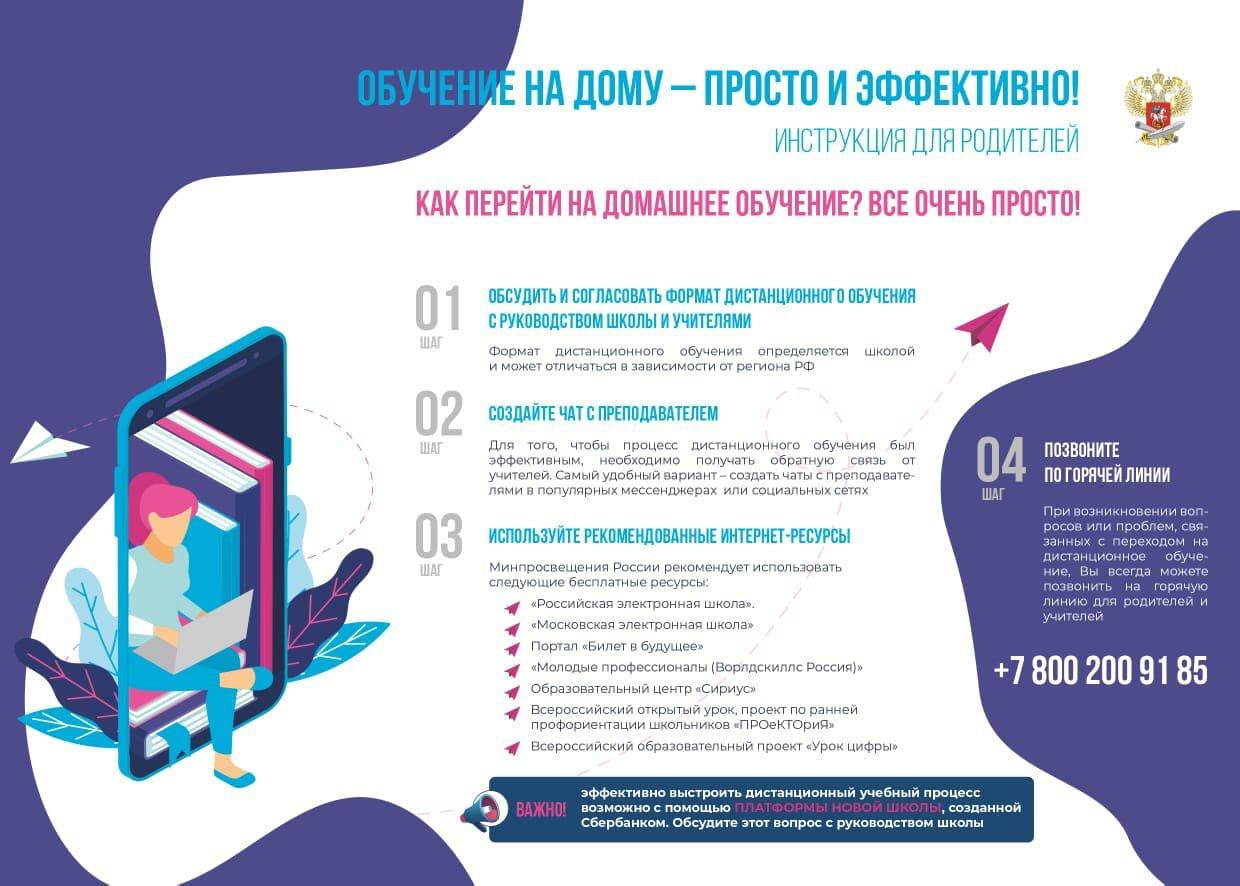 ОБУЧЕНИЕ НА ДОМУ – ПРОСТО И ЭФФЕКТИВНО!
ИНСТРУКЦИЯ ДЛЯ РОДИТЕЛЕЙ
КАК ПЕРЕЙТИ НА ДОМАШНЕЕ ОБУЧЕНИЕ? ВСЕ ОЧЕНЬ ПРОСТО!
01
ШАГ
ОБСУДИТЬ И СОГЛАСОВАТЬ ФОРМАТ ДИСТАНЦИОННОГО ОБУЧЕНИЯ
С РУКОВОДСТВОМ ШКОЛЫ И УЧИТЕЛЯМИ
Формат дистанционного обучения определяется школой
и может отличаться в зависимости от региона РФ
02
ШАГ
СОЗДАЙТЕ ЧАТ С ПРЕПОДАВАТЕЛЕМ
Для того, чтобы процесс дистанционного обучения был
эффективным, необходимо получать обратную связь от
учителей. Самый удобный вариант – создать чаты с преподавате-
лями в популярных мессенджерах или социальных сетях
03
ШАГ
ИСПОЛЬЗУЙТЕ РЕКОМЕНДОВАННЫЕ ИНТЕРНЕТ-РЕСУРСЫ
Минпросвещения России рекомендует использовать
следующие бесплатные ресурсы:
«Российская электронная школа».
«Московская электронная школа»
Портал «Билет в будущее»
«Молодые профессионалы (Ворлдскиллс Россия)»
Образовательный центр «Сириус»
Всероссийский открытый урок, проект по ранней
профориентации школьников «ПРОеКТОриЯ»
Всероссийский образовательный проект «Урок цифры»
04
ШАГ
ПОЗВОНИТЕ
ПО ГОРЯЧЕЙ ЛИНИИ
При возникновении воп-
росов или проблем, свя-
занных с переходом на
дистанционное обуче-
ние, Вы всегда можете
позвонить на горячую
линию для родителей и
учителей
+7 800 200 91 85
ВАЖНО!
эффективно выстроить дистанционный учебный процесс
возможно с помощью ПЛАТФОРМЫ НОВОЙ ШКОЛЫ, созданной
Сбербанком. Обсудите этот вопрос с руководством школы